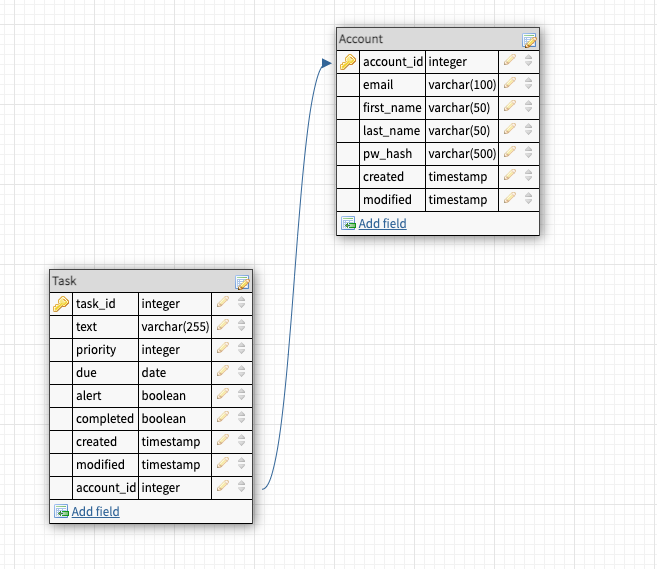 Account
account_id integer
email varchar(100)
first_name varchar(50)
last_name varchar(50)
pw_hash varchar(500)
created timestamp
modified timestamp
Add field
Task
task_id integer
text varchar(255)
priority integer
due date
alert boolean
completed boolean
created timestamp
modified timestamp
account_id integer
Add field